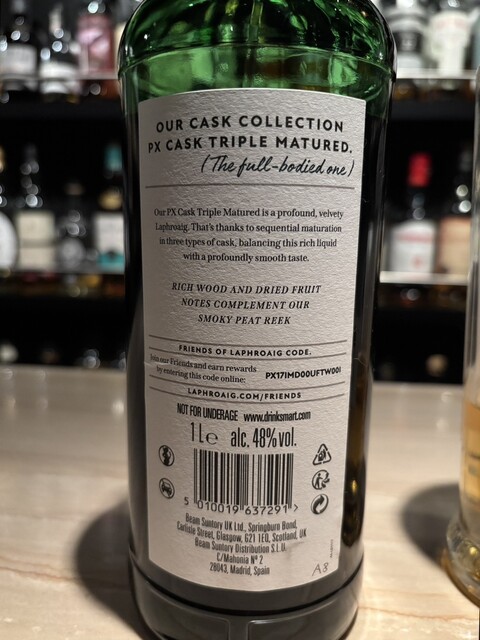 OUR CASK COLLECTION
PX CASK TRIPLE MATURED.
(The full-bodied one)
Our PX Cask Triple Matured is a profound, velvety
Laphroaig. That's thanks to sequential maturation
in three types of cask, balancing this rich liquid
with a profoundly smooth taste.
RICH WOOD AND DRIED FRUIT
NOTES COMPLEMENT OUR
SMOKY PEAT REEK
FRIENDS OF LAPHROAIG CODE.
Join our Friends and earn rewards
by entering this code online:
PX17IMD00UFTW00I
LAPHROAIG.COM/FRIENDS
NOT FOR UNDERAGE www.drinksmart.com
1L℮ alc. 48% vol.
5 010019 637291 >
Beam Suntory UK Ltd., Springburn Bond,
Carlisle Street, Glasgow, G21 1EQ, Scotland, UK
Beam Suntory Distribution S.L.U.
C/Mahonia Nº 2
28043, Madrid, Spain